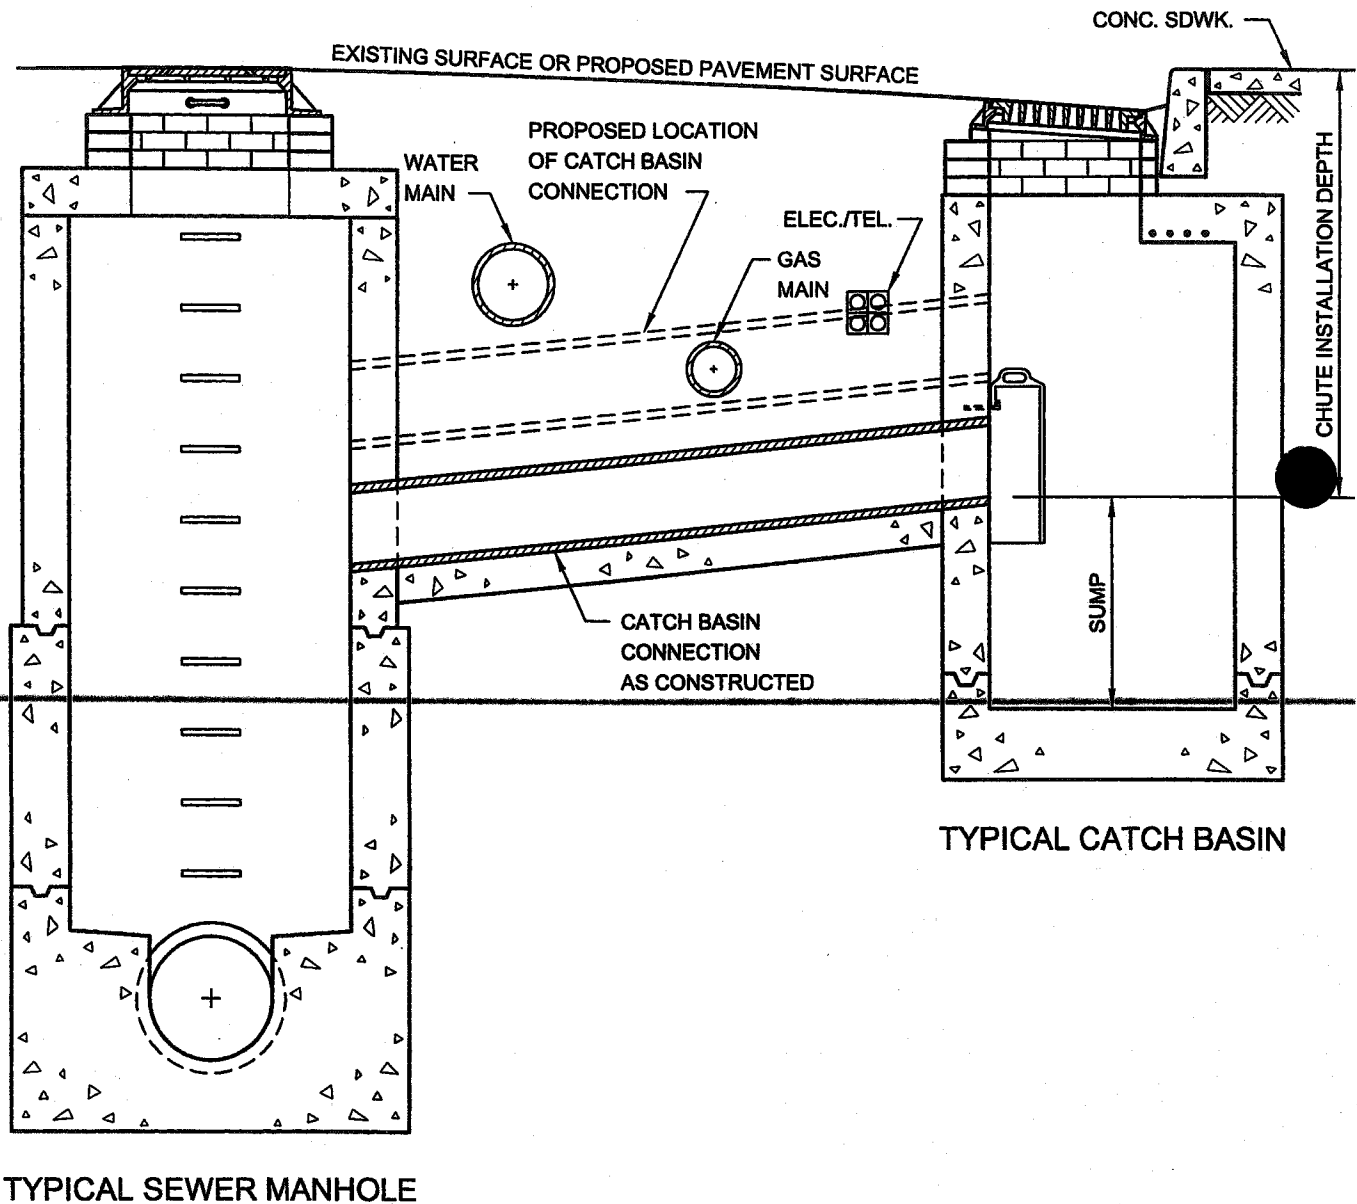 CONC. SDWK.
EXISTING SURFACE OR PROPOSED PAVEMENT SURFACE
PROPOSED LOCATION
OF CATCH BASIN
CONNECTION
WATER
MAIN
ELEC./TEL.
GAS
MAIN
CHUTE INSTALLATION DEPTH
SUMP
CATCH BASIN
CONNECTION
AS CONSTRUCTED
TYPICAL CATCH BASIN
TYPICAL SEWER MANHOLE